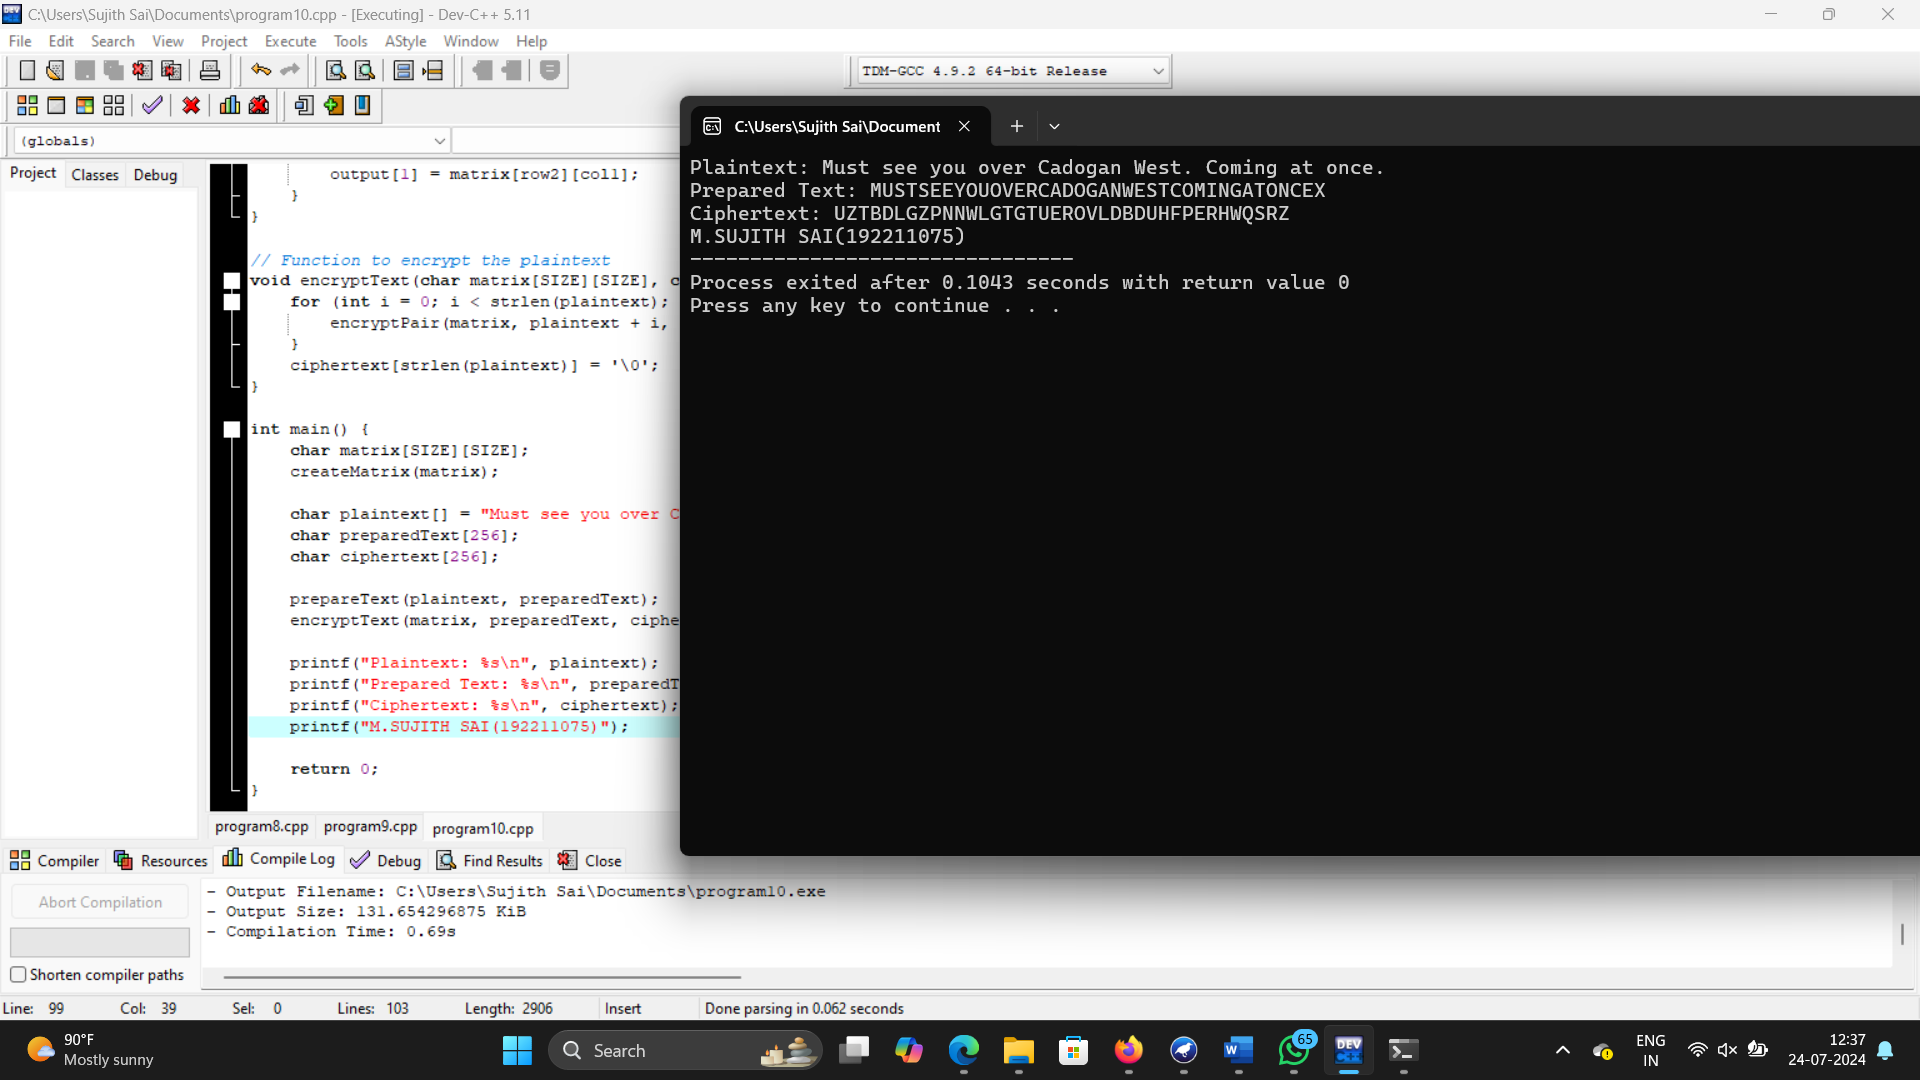 C:\Users\Sujith Sai\Documents\program10.cpp - [Executing] - Dev-C++ 5.11
File Edit Search View Project Execute Tools AStyle Window Help
TDM-GCC 4.9.2 64-bit Release
(globals)
Project Classes Debug
output[1] = matrix[row2][col1];
}
}
// Function to encrypt the plaintext
void encryptText(char matrix[SIZE][SIZE], c
for (int i = 0; i < strlen(plaintext);
encryptPair(matrix, plaintext + i,
}
ciphertext[strlen(plaintext)] = '\0';
}
int main() {
char matrix[SIZE][SIZE];
createMatrix(matrix);
char plaintext[] = "Must see you over C
char preparedText[256];
char ciphertext[256];
prepareText(plaintext, preparedText);
encryptText(matrix, preparedText, ciphe
printf("Plaintext: %s\n", plaintext);
printf("Prepared Text: %s\n", preparedT
printf("Ciphertext: %s\n", ciphertext);
printf("M.SUJITH SAI(192211075)");
return 0;
}
C:\Users\Sujith Sai\Document
Plaintext: Must see you over Cadogan West. Coming at once.
Prepared Text: MUSTSEEYOUOVERCADOGANWESTCOMINGATONCEX
Ciphertext: UZTBDLGZPNNWLGTGTUEROVLDBDUHFPERHWQSRZ
M.SUJITH SAI(192211075)
--------------------------------
Process exited after 0.1043 seconds with return value 0
Press any key to continue . . .
program8.cpp program9.cpp program10.cpp
Compiler Resources Compile Log Debug Find Results Close
Abort Compilation
Shorten compiler paths
- Output Filename: C:\Users\Sujith Sai\Documents\program10.exe
- Output Size: 131.654296875 KiB
- Compilation Time: 0.69s
Line: 99 Col: 39 Sel: 0 Lines: 103 Length: 2906 Insert Done parsing in 0.062 seconds
90°F
Mostly sunny
Search
W
65
DEV
C++
ENG
IN
12:37
24-07-2024